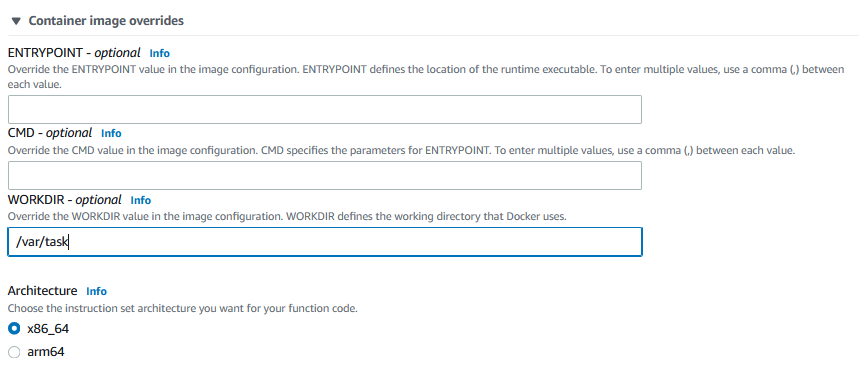 Container image overrides
ENTRYPOINT - optional Info
Override the ENTRYPOINT value in the image configuration. ENTRYPOINT defines the location of the runtime executable. To enter multiple values, use a comma (,) between
each value.
CMD - optional Info
Override the CMD value in the image configuration. CMD specifies the parameters for ENTRYPOINT. To enter multiple values, use a comma (,) between each value.
WORKDIR - optional Info
Override the WORKDIR value in the image configuration. WORKDIR defines the working directory that Docker uses.
/var/task
Architecture Info
Choose the instruction set architecture you want for your function code.
x86_64
arm64